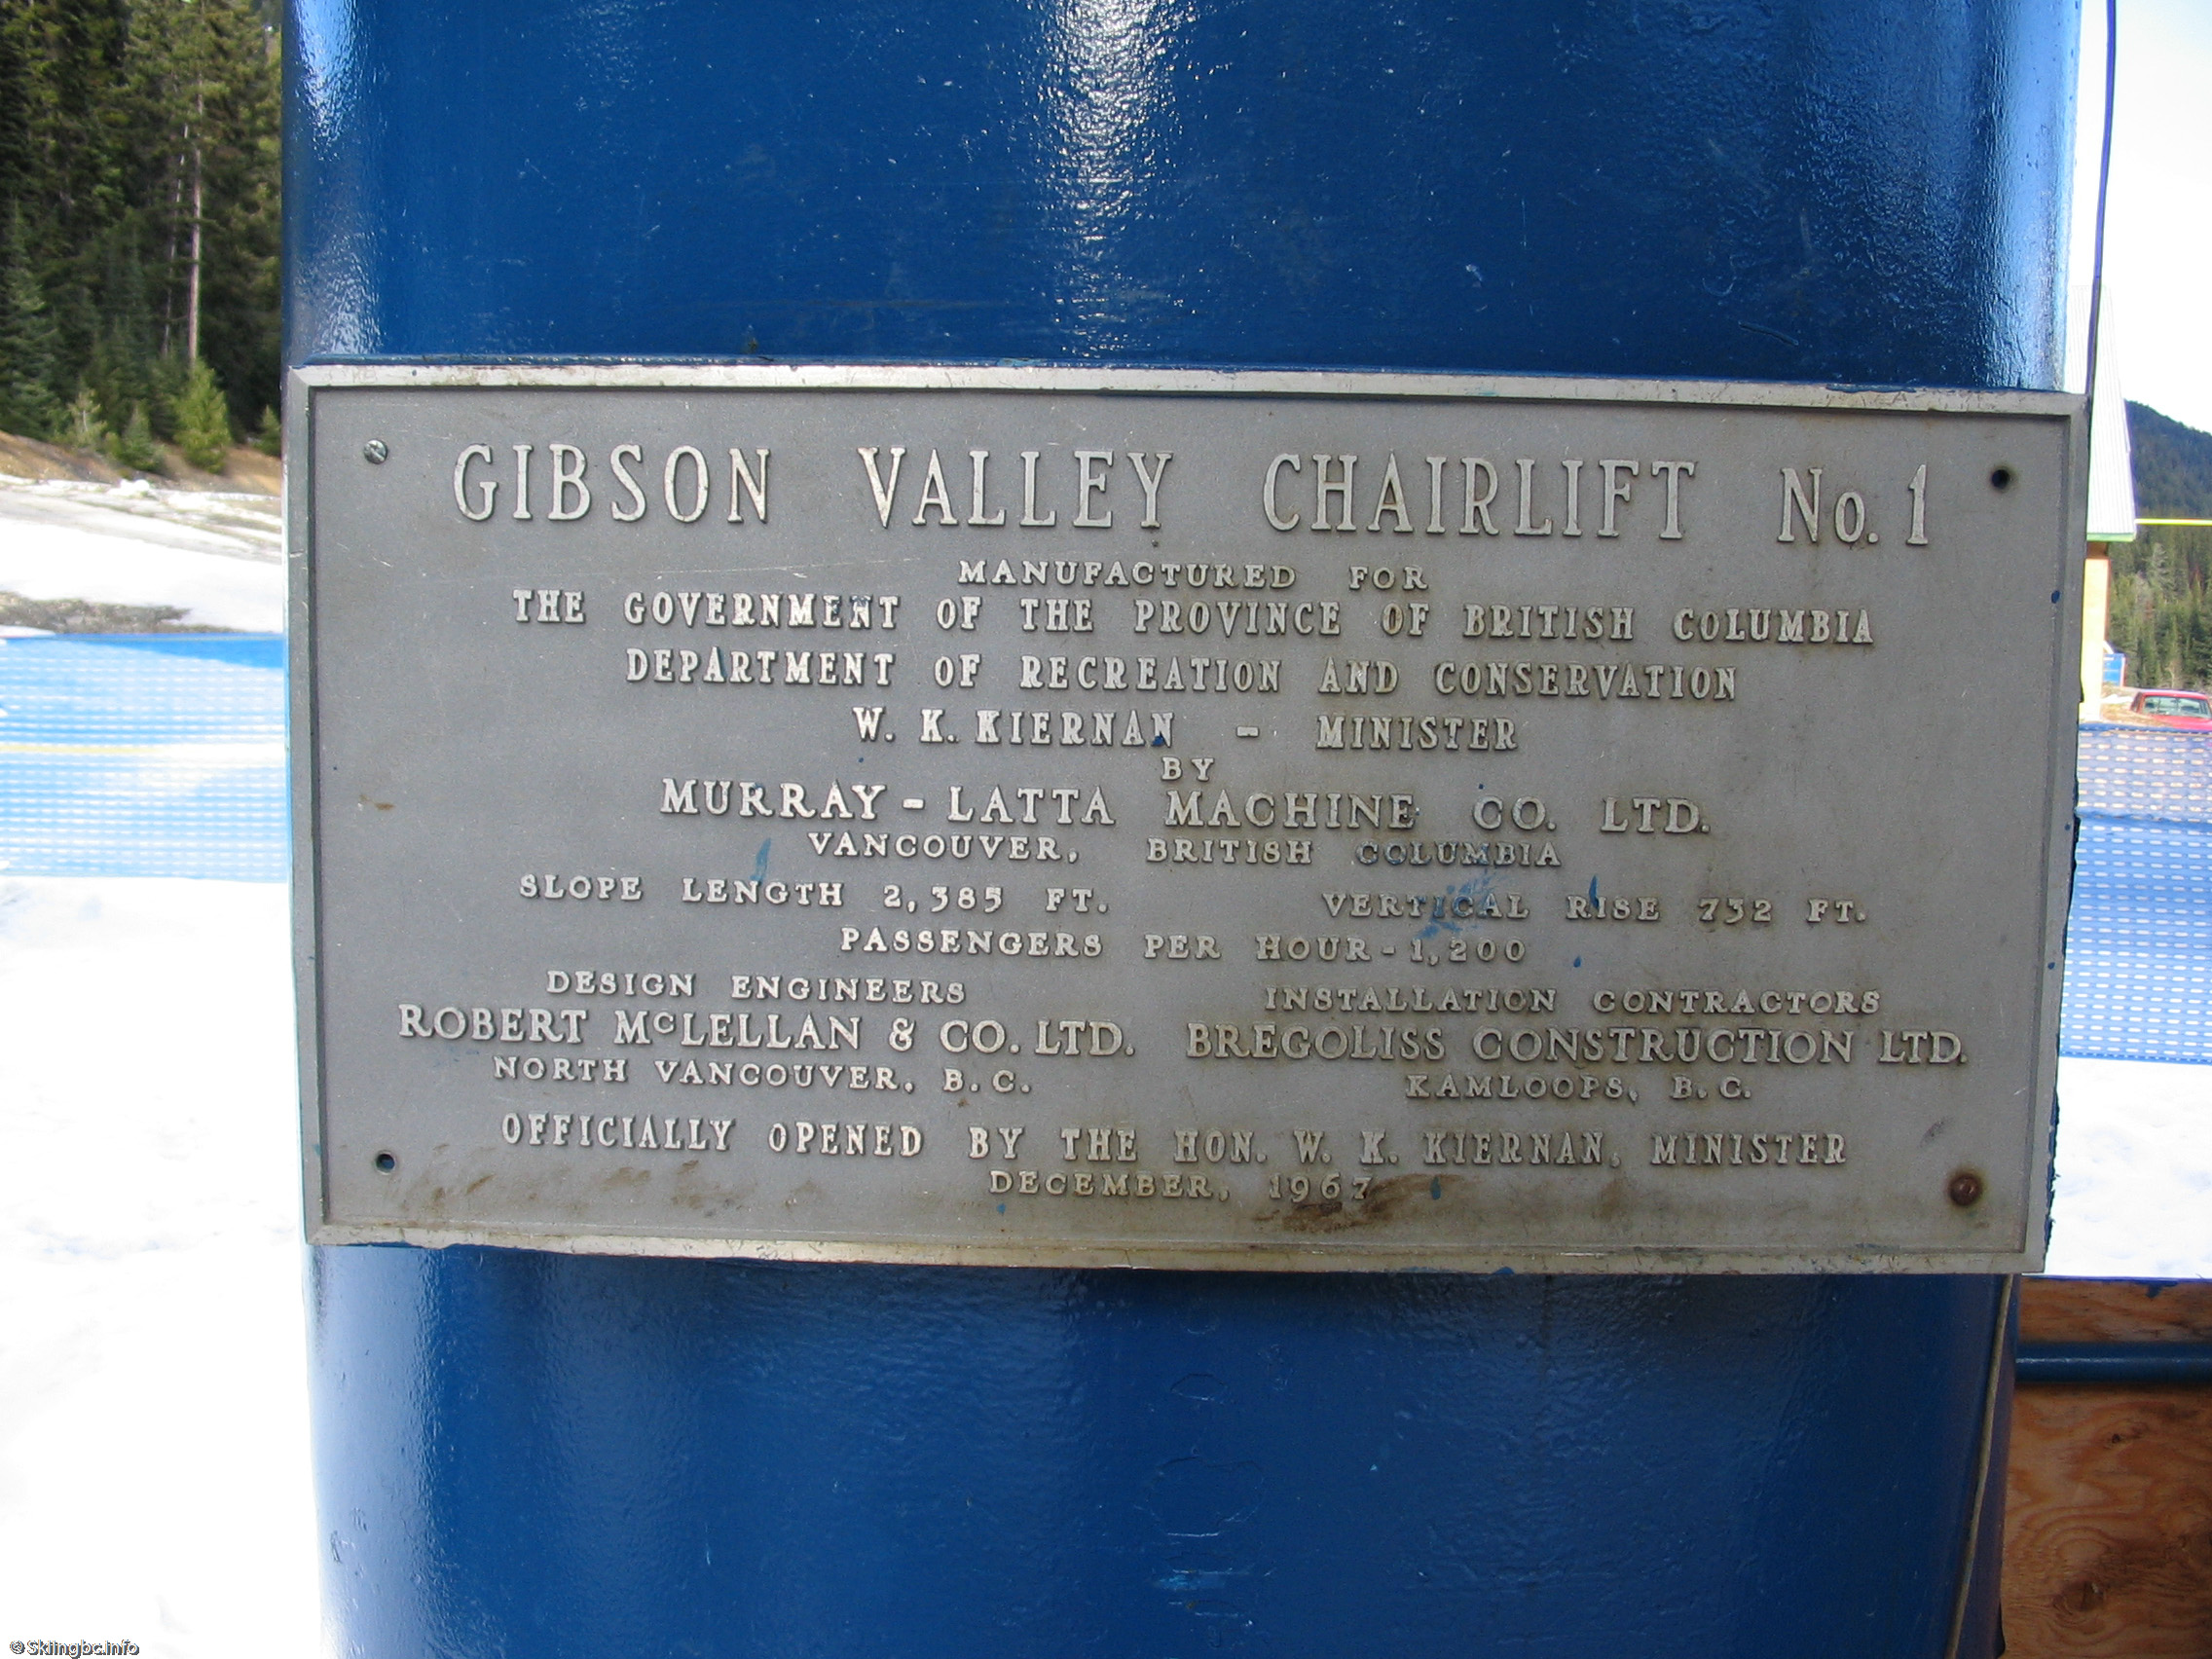 GIBSON VALLEY CHAIRLIFT No. 1
MANUFACTURED FOR
THE GOVERNMENT OF THE PROVINCE OF BRITISH COLUMBIA
DEPARTMENT OF RECREATION AND CONSERVATION
W. K. KIERNAN - MINISTER
BY
MURRAY - LATTA MACHINE CO. LTD.
VANCOUVER, BRITISH COLUMBIA
SLOPE LENGTH 2,385 FT. VERTICAL RISE 732 FT.
PASSENGERS PER HOUR - 1,200
DESIGN ENGINEERS INSTALLATION CONTRACTORS
ROBERT McLELLAN & CO. LTD. BREGOLISS CONSTRUCTION LTD.
NORTH VANCOUVER, B.C. KAMLOOPS, B.C.
OFFICIALLY OPENED BY THE HON. W. K. KIERNAN, MINISTER
DECEMBER, 1967
© Skiingbc.info